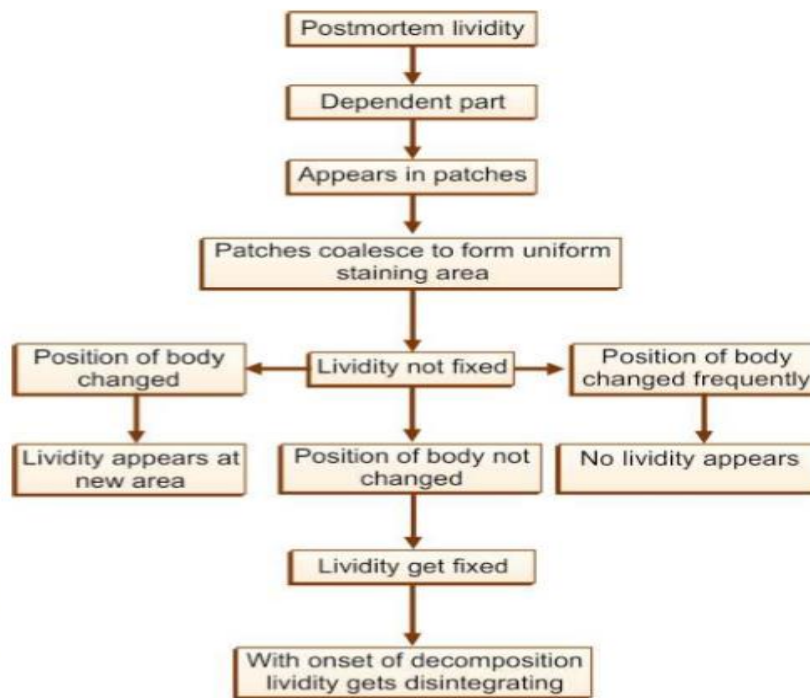 Postmortem lividity
Dependent part
Appears in patches
Patches coalesce to form uniform
staining area
Position of body
changed
Lividity not fixed
Position of body
changed frequently
Lividity appears at
new area
Position of body not
changed
No lividity appears
Lividity get fixed
With onset of decomposition
lividity gets disintegrating